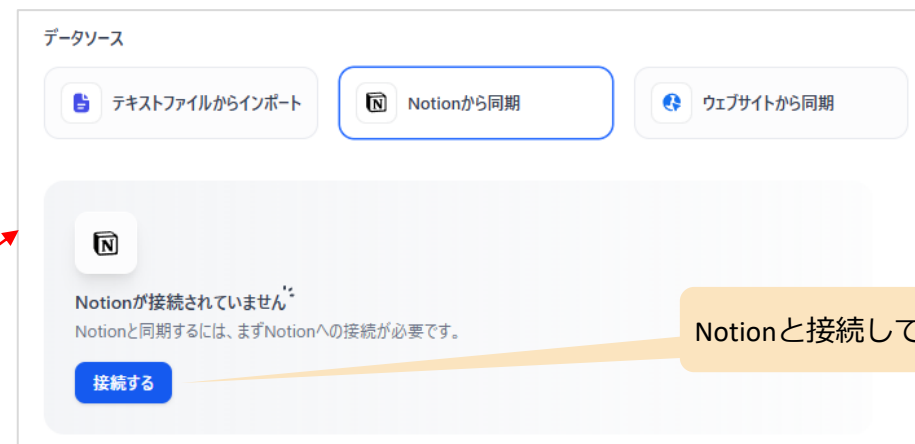 データソース
テキストファイルからインポート
Notionから同期
ウェブサイトから同期
Notionが接続されていません
Notionと同期するには、まずNotionへの接続が必要です。
Notionと接続して
接続する